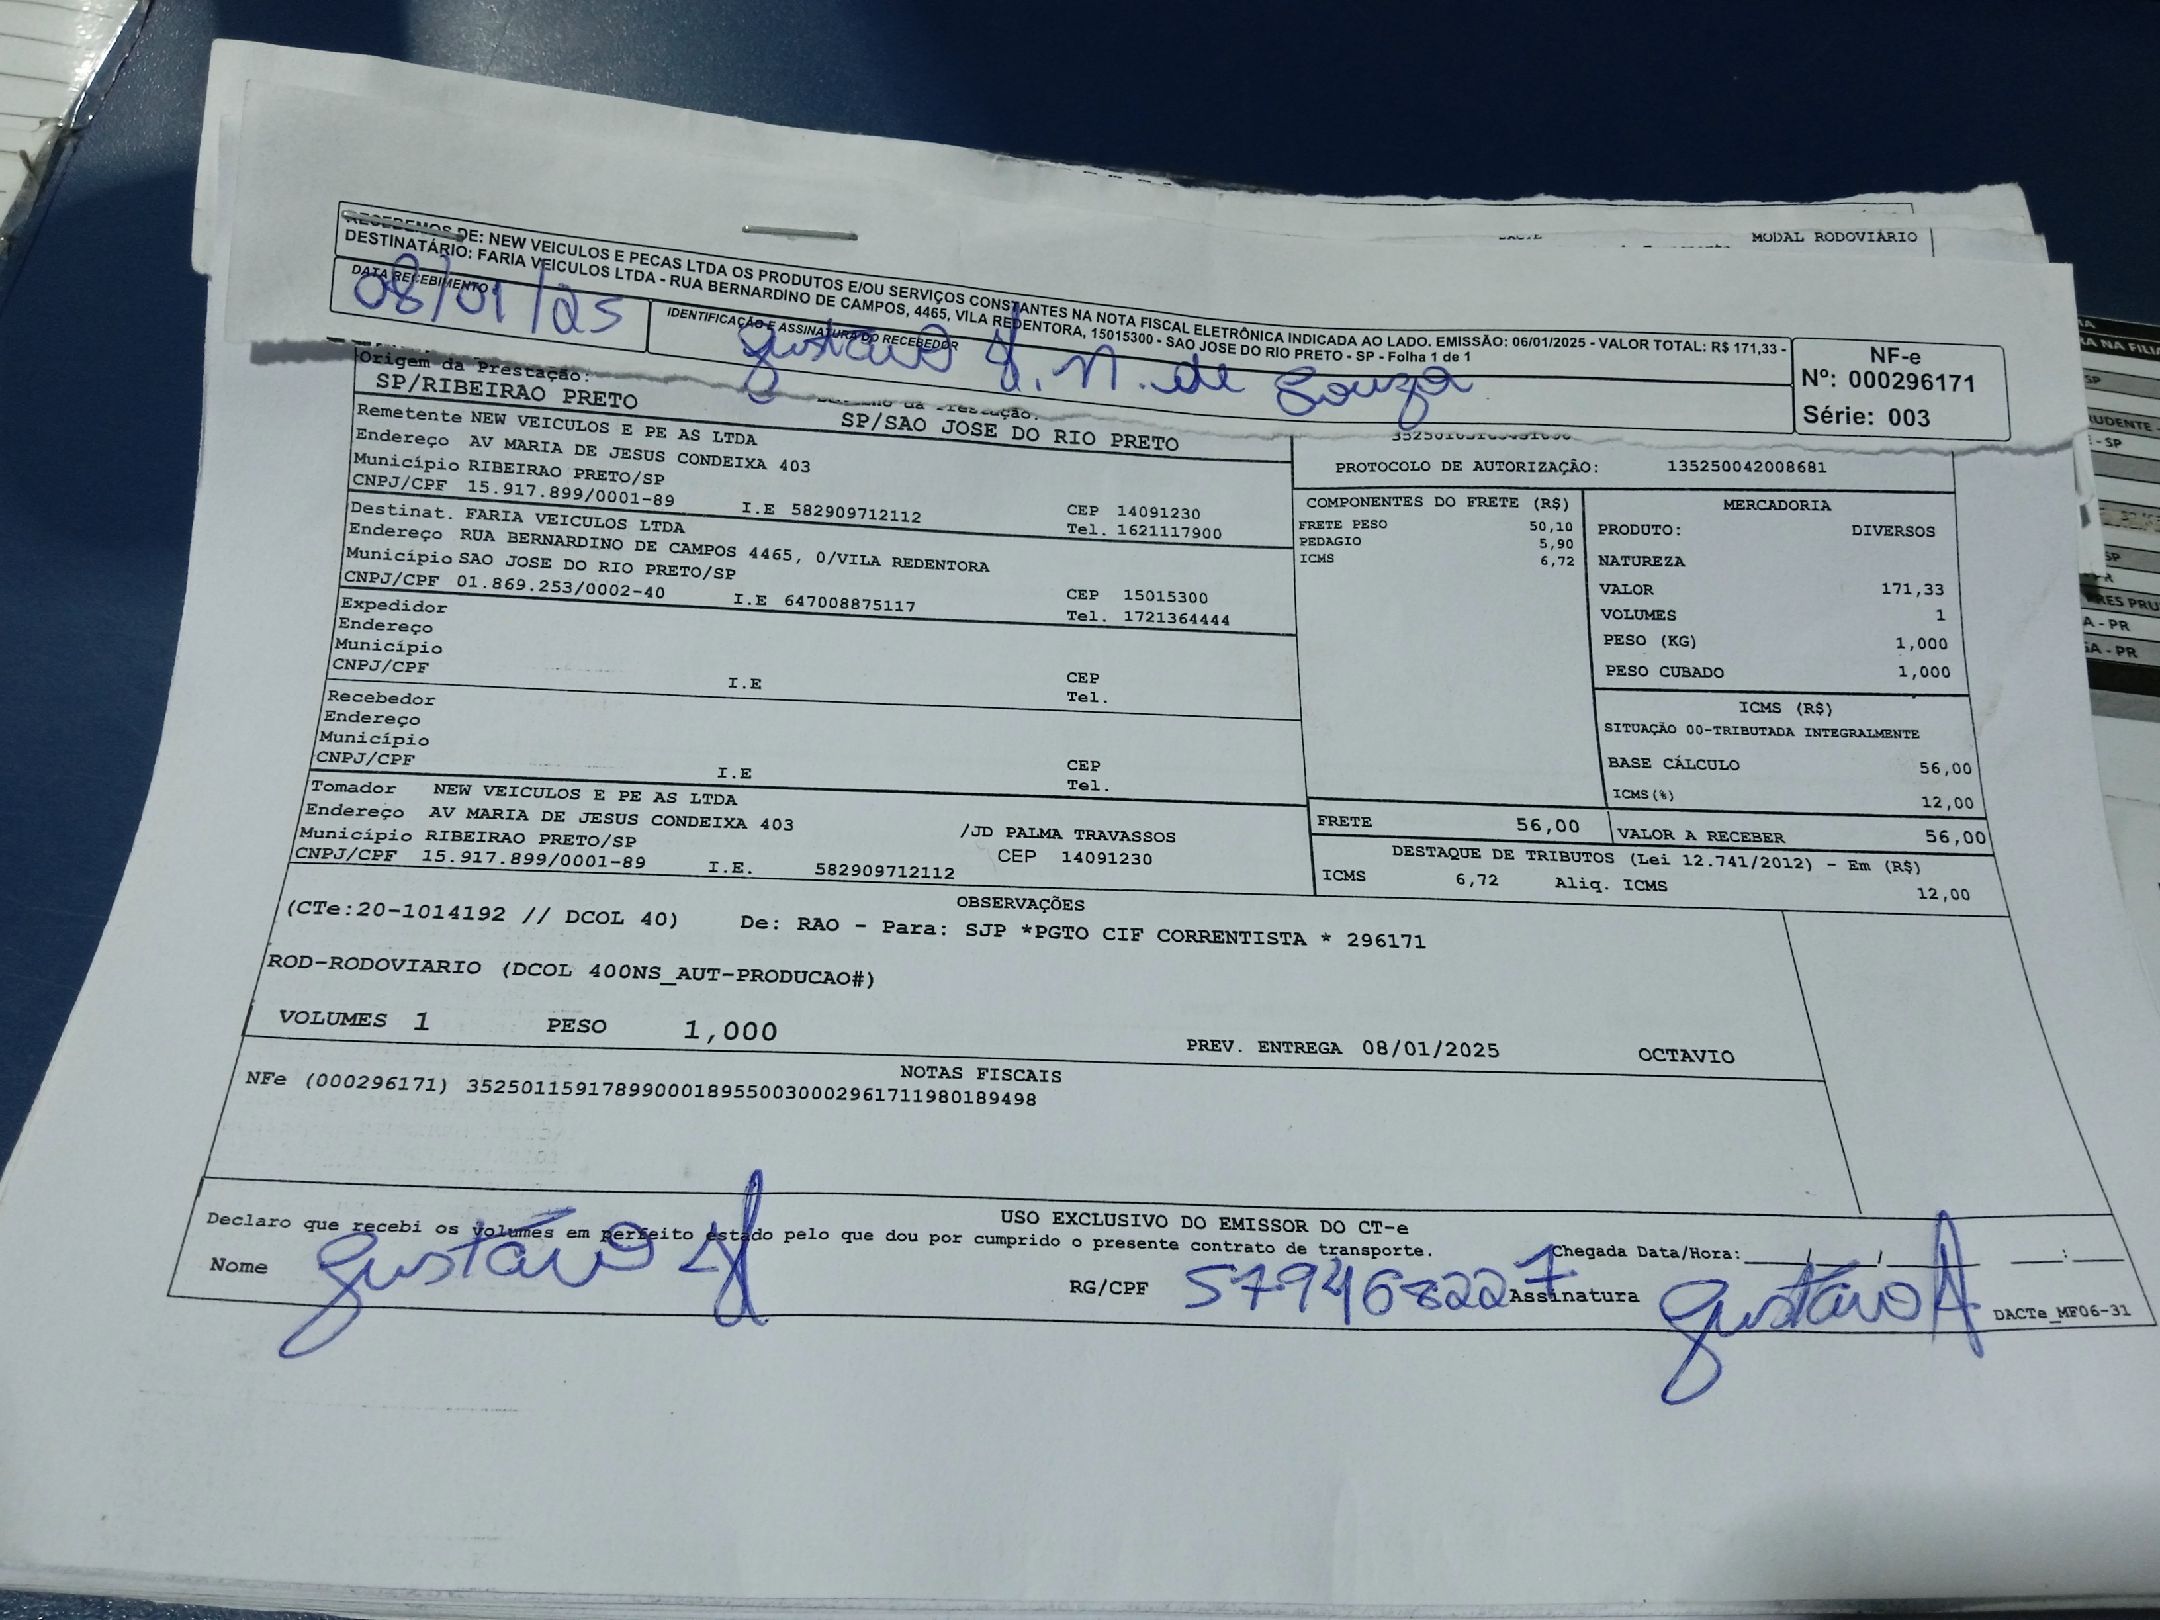 MODAL RODOVIÁRIO
RECEBEMOS DE: NEW VEICULOS E PECAS LTDA OS PRODUTOS E/OU SERVIÇOS CONSTANTES NA NOTA FISCAL ELETRÔNICA INDICADA AO LADO. EMISSÃO: 06/01/2025 - VALOR TOTAL: R$ 171,33 -
DESTINATÁRIO: FARIA VEICULOS LTDA - RUA BERNARDINO DE CAMPOS, 4465, VILA REDENTORA, 15015300 - SAO JOSE DO RIO PRETO - SP - Folha 1 de 1
DATA RECEBIMENTO
08/01/25
IDENTIFICAÇÃO E ASSINATURA DO RECEBEDOR
Gustavo A. N. de Souza
NF-e
Nº: 000296171
Série: 003
Origem da Prestação:
SP/RIBEIRAO PRETO
SP/SAO JOSE DO RIO PRETO
Remetente NEW VEICULOS E PE AS LTDA
Endereço AV MARIA DE JESUS CONDEIXA 403
Município RIBEIRAO PRETO/SP
CNPJ/CPF 15.917.899/0001-89 I.E 582909712112
CEP 14091230
Tel. 1621117900
Destinat. FARIA VEICULOS LTDA
Endereço RUA BERNARDINO DE CAMPOS 4465, 0/VILA REDENTORA
Município SAO JOSE DO RIO PRETO/SP
CNPJ/CPF 01.869.253/0002-40 I.E 647008875117
CEP 15015300
Tel. 1721364444
Expedidor
Endereço
Município
CNPJ/CPF I.E
CEP
Tel.
Recebedor
Endereço
Município
CNPJ/CPF I.E
CEP
Tel.
Tomador NEW VEICULOS E PE AS LTDA
Endereço AV MARIA DE JESUS CONDEIXA 403 /JD PALMA TRAVASSOS
Município RIBEIRAO PRETO/SP CEP 14091230
CNPJ/CPF 15.917.899/0001-89 I.E. 582909712112
PROTOCOLO DE AUTORIZAÇÃO: 135250042008681
COMPONENTES DO FRETE (R$)
FRETE PESO 50,10
PEDAGIO 5,90
ICMS 6,72
MERCADORIA
PRODUTO: DIVERSOS
NATUREZA
VALOR 171,33
VOLUMES 1
PESO (KG) 1,000
PESO CUBADO 1,000
ICMS (R$)
SITUAÇÃO 00-TRIBUTADA INTEGRALMENTE
BASE CÁLCULO 56,00
ICMS(%) 12,00
FRETE 56,00 VALOR A RECEBER 56,00
DESTAQUE DE TRIBUTOS (Lei 12.741/2012) - Em (R$)
ICMS 6,72 Aliq. ICMS 12,00
OBSERVAÇÕES
(CTe:20-1014192 // DCOL 40) De: RAO - Para: SJP *PGTO CIF CORRENTISTA * 296171
ROD-RODOVIARIO (DCOL 400NS_AUT-PRODUCAO#)
VOLUMES 1 PESO 1,000 PREV. ENTREGA 08/01/2025 OCTAVIO
NOTAS FISCAIS
NFe (000296171) 35250115917899000189550030002961711980189498
USO EXCLUSIVO DO EMISSOR DO CT-e
Declaro que recebi os volumes em perfeito estado pelo que dou por cumprido o presente contrato de transporte. Chegada Data/Hora: / / :
Nome Gustavo A RG/CPF 579468227 Assinatura Gustavo A
DACTe_MF06-31